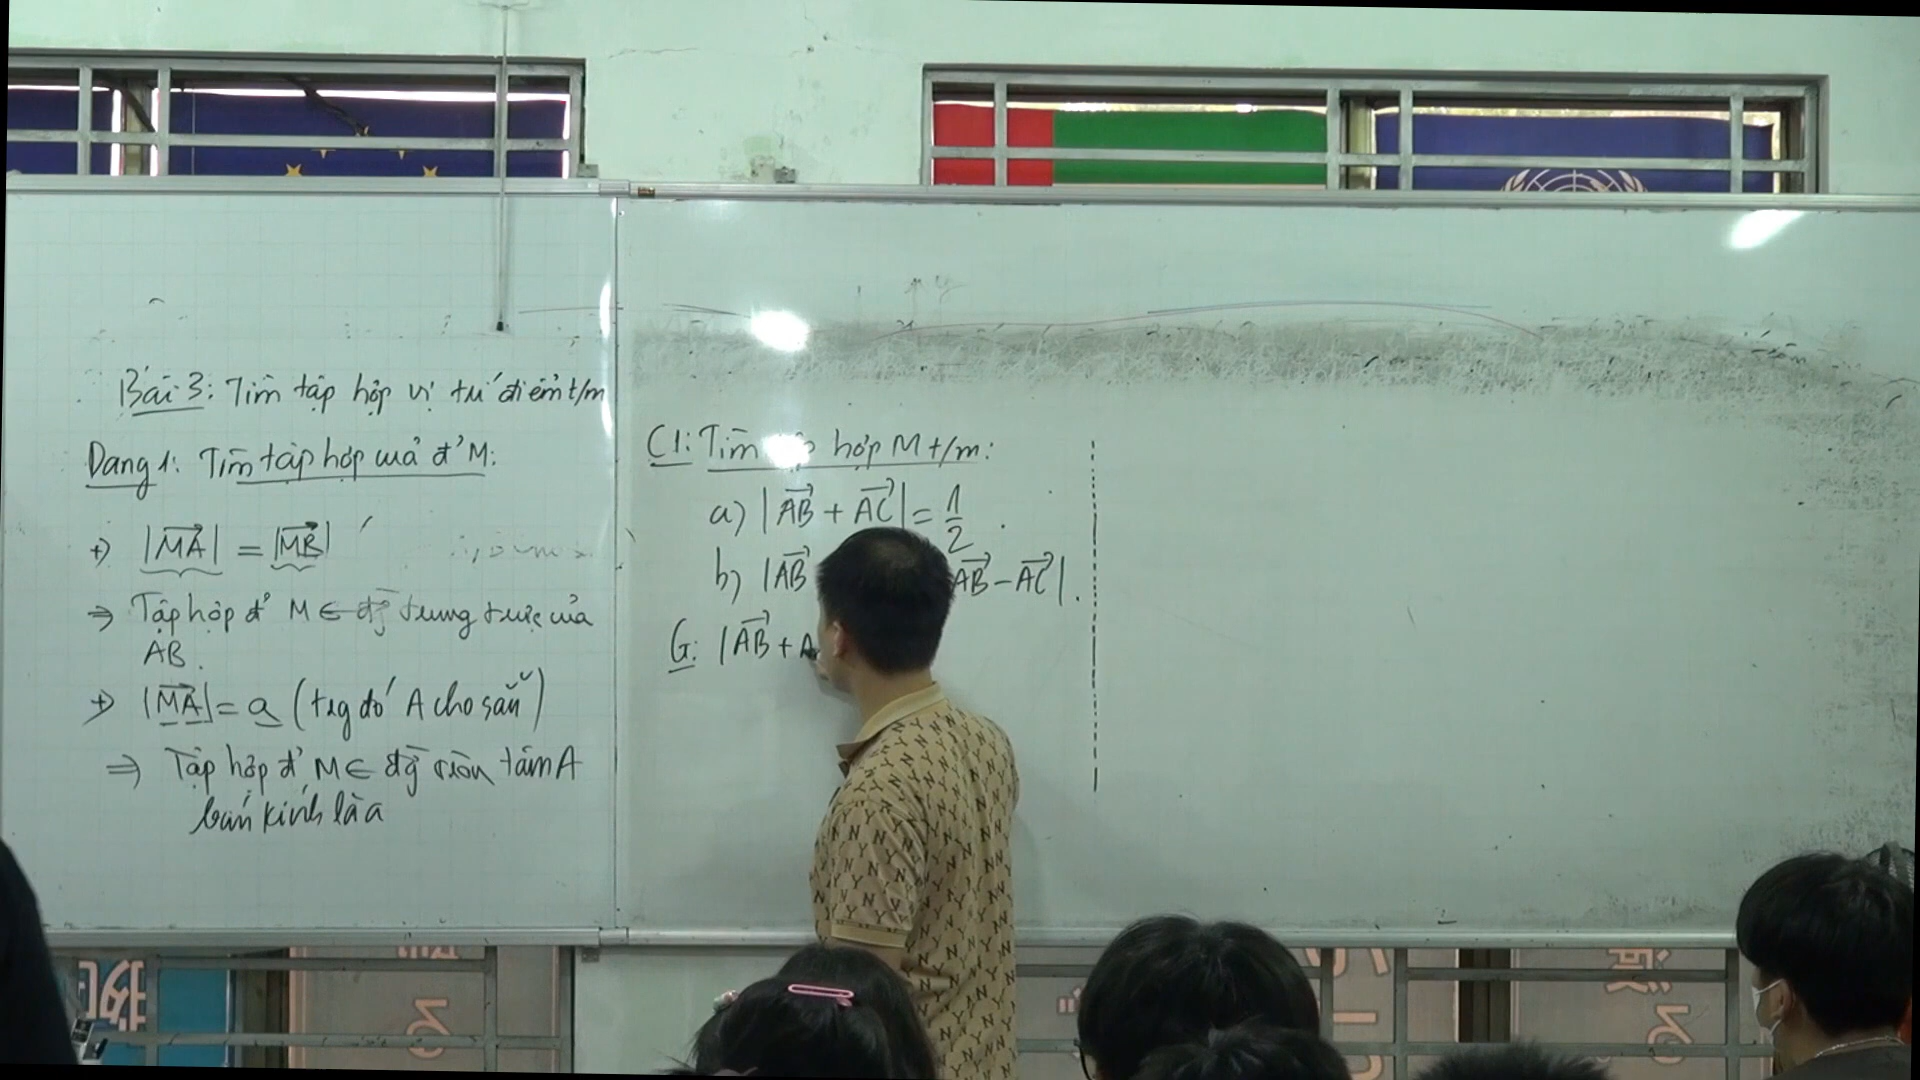 Bài 3: Tìm tập hợp vị trí điểm t/m
Dạng 1: Tìm tập hợp của đ' M:
+) |MA| = |MB|
⇒ Tập hợp đ' M ∈ đg trung trực của
AB.
+) |MA| = a (trg đó A cho sẵn)
⇒ Tập hợp đ' M ∈ đg tròn tâm A
bán kính là a
C1: Tìm hợp M t/m:
a) |AB + AC| = 1/2
b) |AB AB - AC|.
G: |AB + A